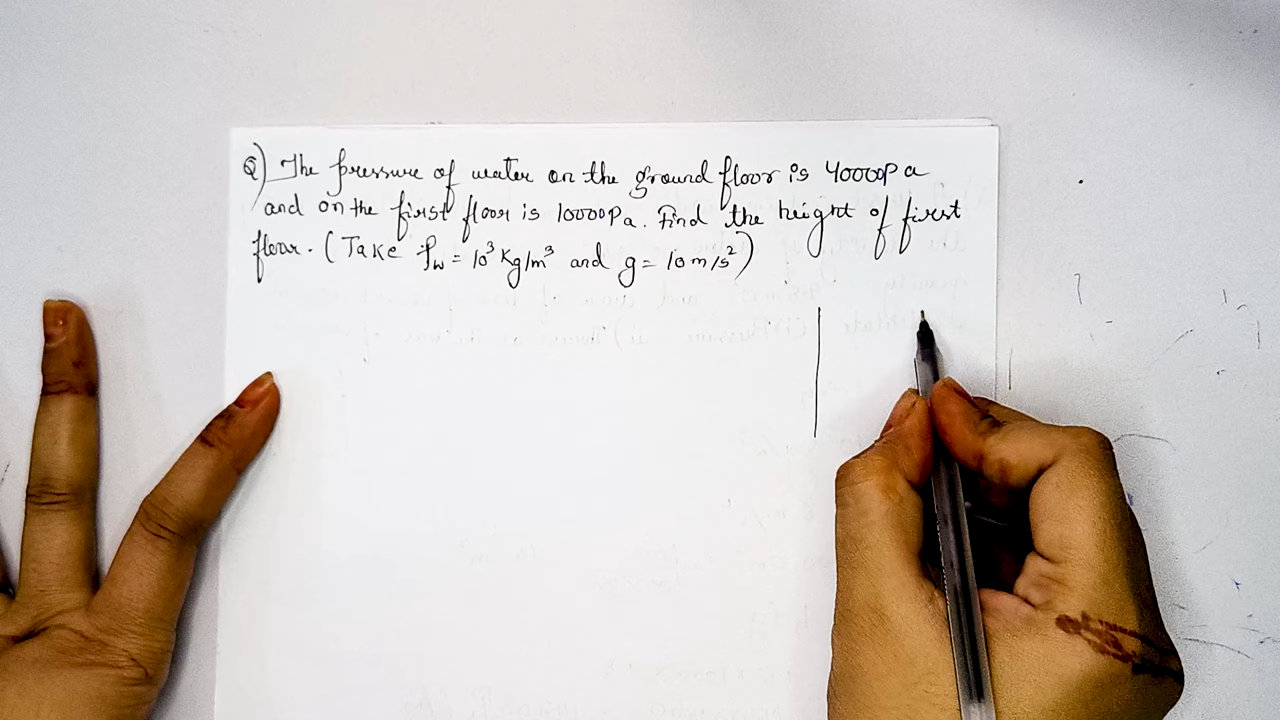 Q) The pressure of water on the ground floor is 40000Pa
and on the first floor is 10000Pa. Find the height of first
floor. (Take ρw = 10³ Kg/m³ and g = 10 m/s²)